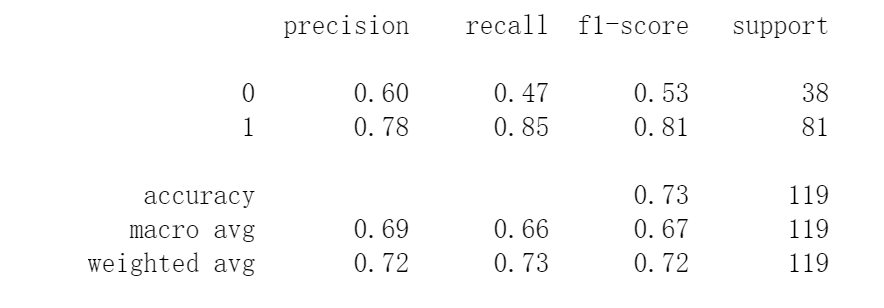 precision recall f1-score support
0 0.60 0.47 0.53 38
1 0.78 0.85 0.81 81
accuracy 0.73 119
macro avg 0.69 0.66 0.67 119
weighted avg 0.72 0.73 0.72 119